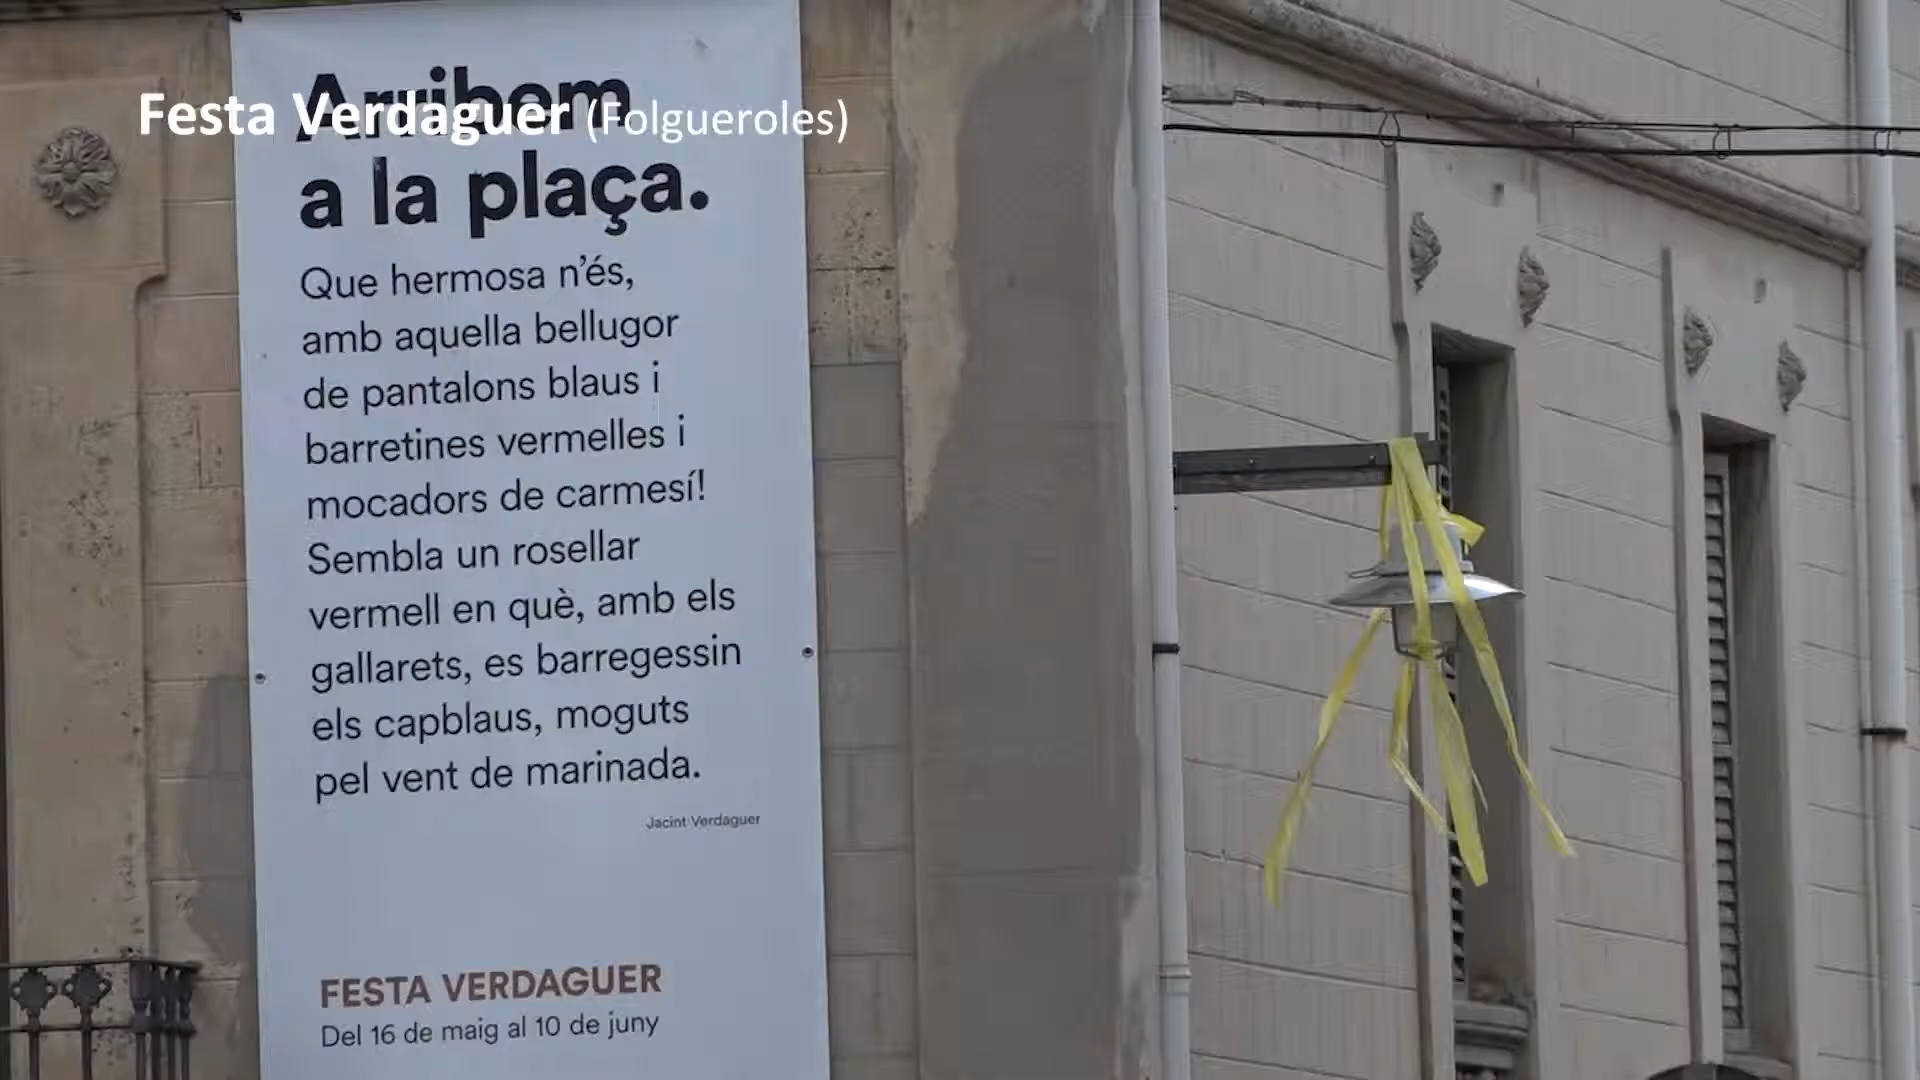 Festa Verdaguer (Folgueroles)
Arribem
a la plaça.
Que hermosa n'és,
amb aquella bellugor
de pantalons blaus i
barretines vermelles i
mocadors de carmesí!
Sembla un rosellar
vermell en què, amb els
gallarets, es barregessin
els capblaus, moguts
pel vent de marinada.
Jacint Verdaguer
FESTA VERDAGUER
Del 16 de maig al 10 de juny